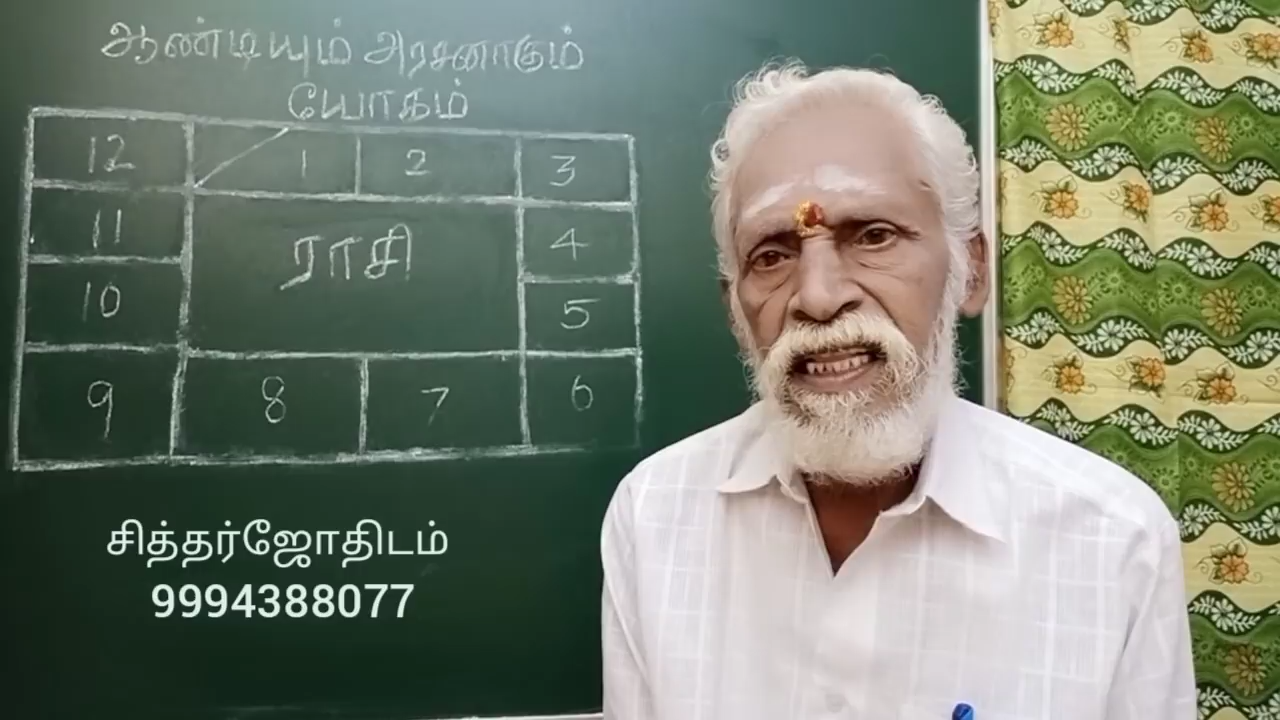 ஆண்டியும் அரசனாகும்
யோகம்
12 1 2 3
11 ராசி 4
10 5
9 8 7 6
சித்தர்ஜோதிடம்
9994388077